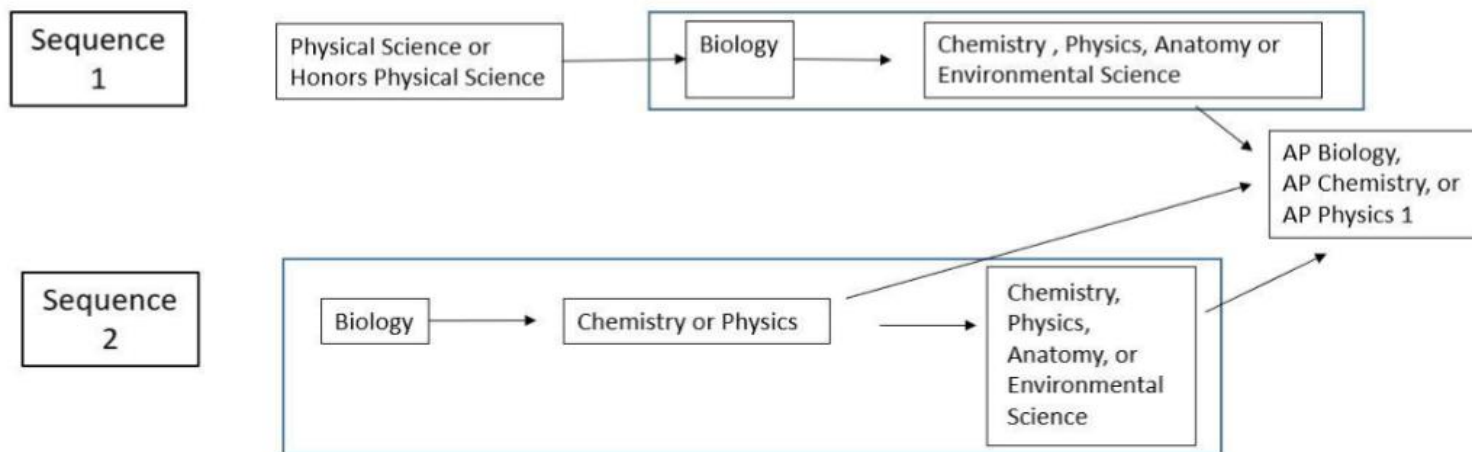 Sequence
1
Physical Science or
Honors Physical Science
Biology
Chemistry , Physics, Anatomy or
Environmental Science
AP Biology,
AP Chemistry, or
AP Physics 1
Sequence
2
Biology
Chemistry or Physics
Chemistry,
Physics,
Anatomy, or
Environmental
Science